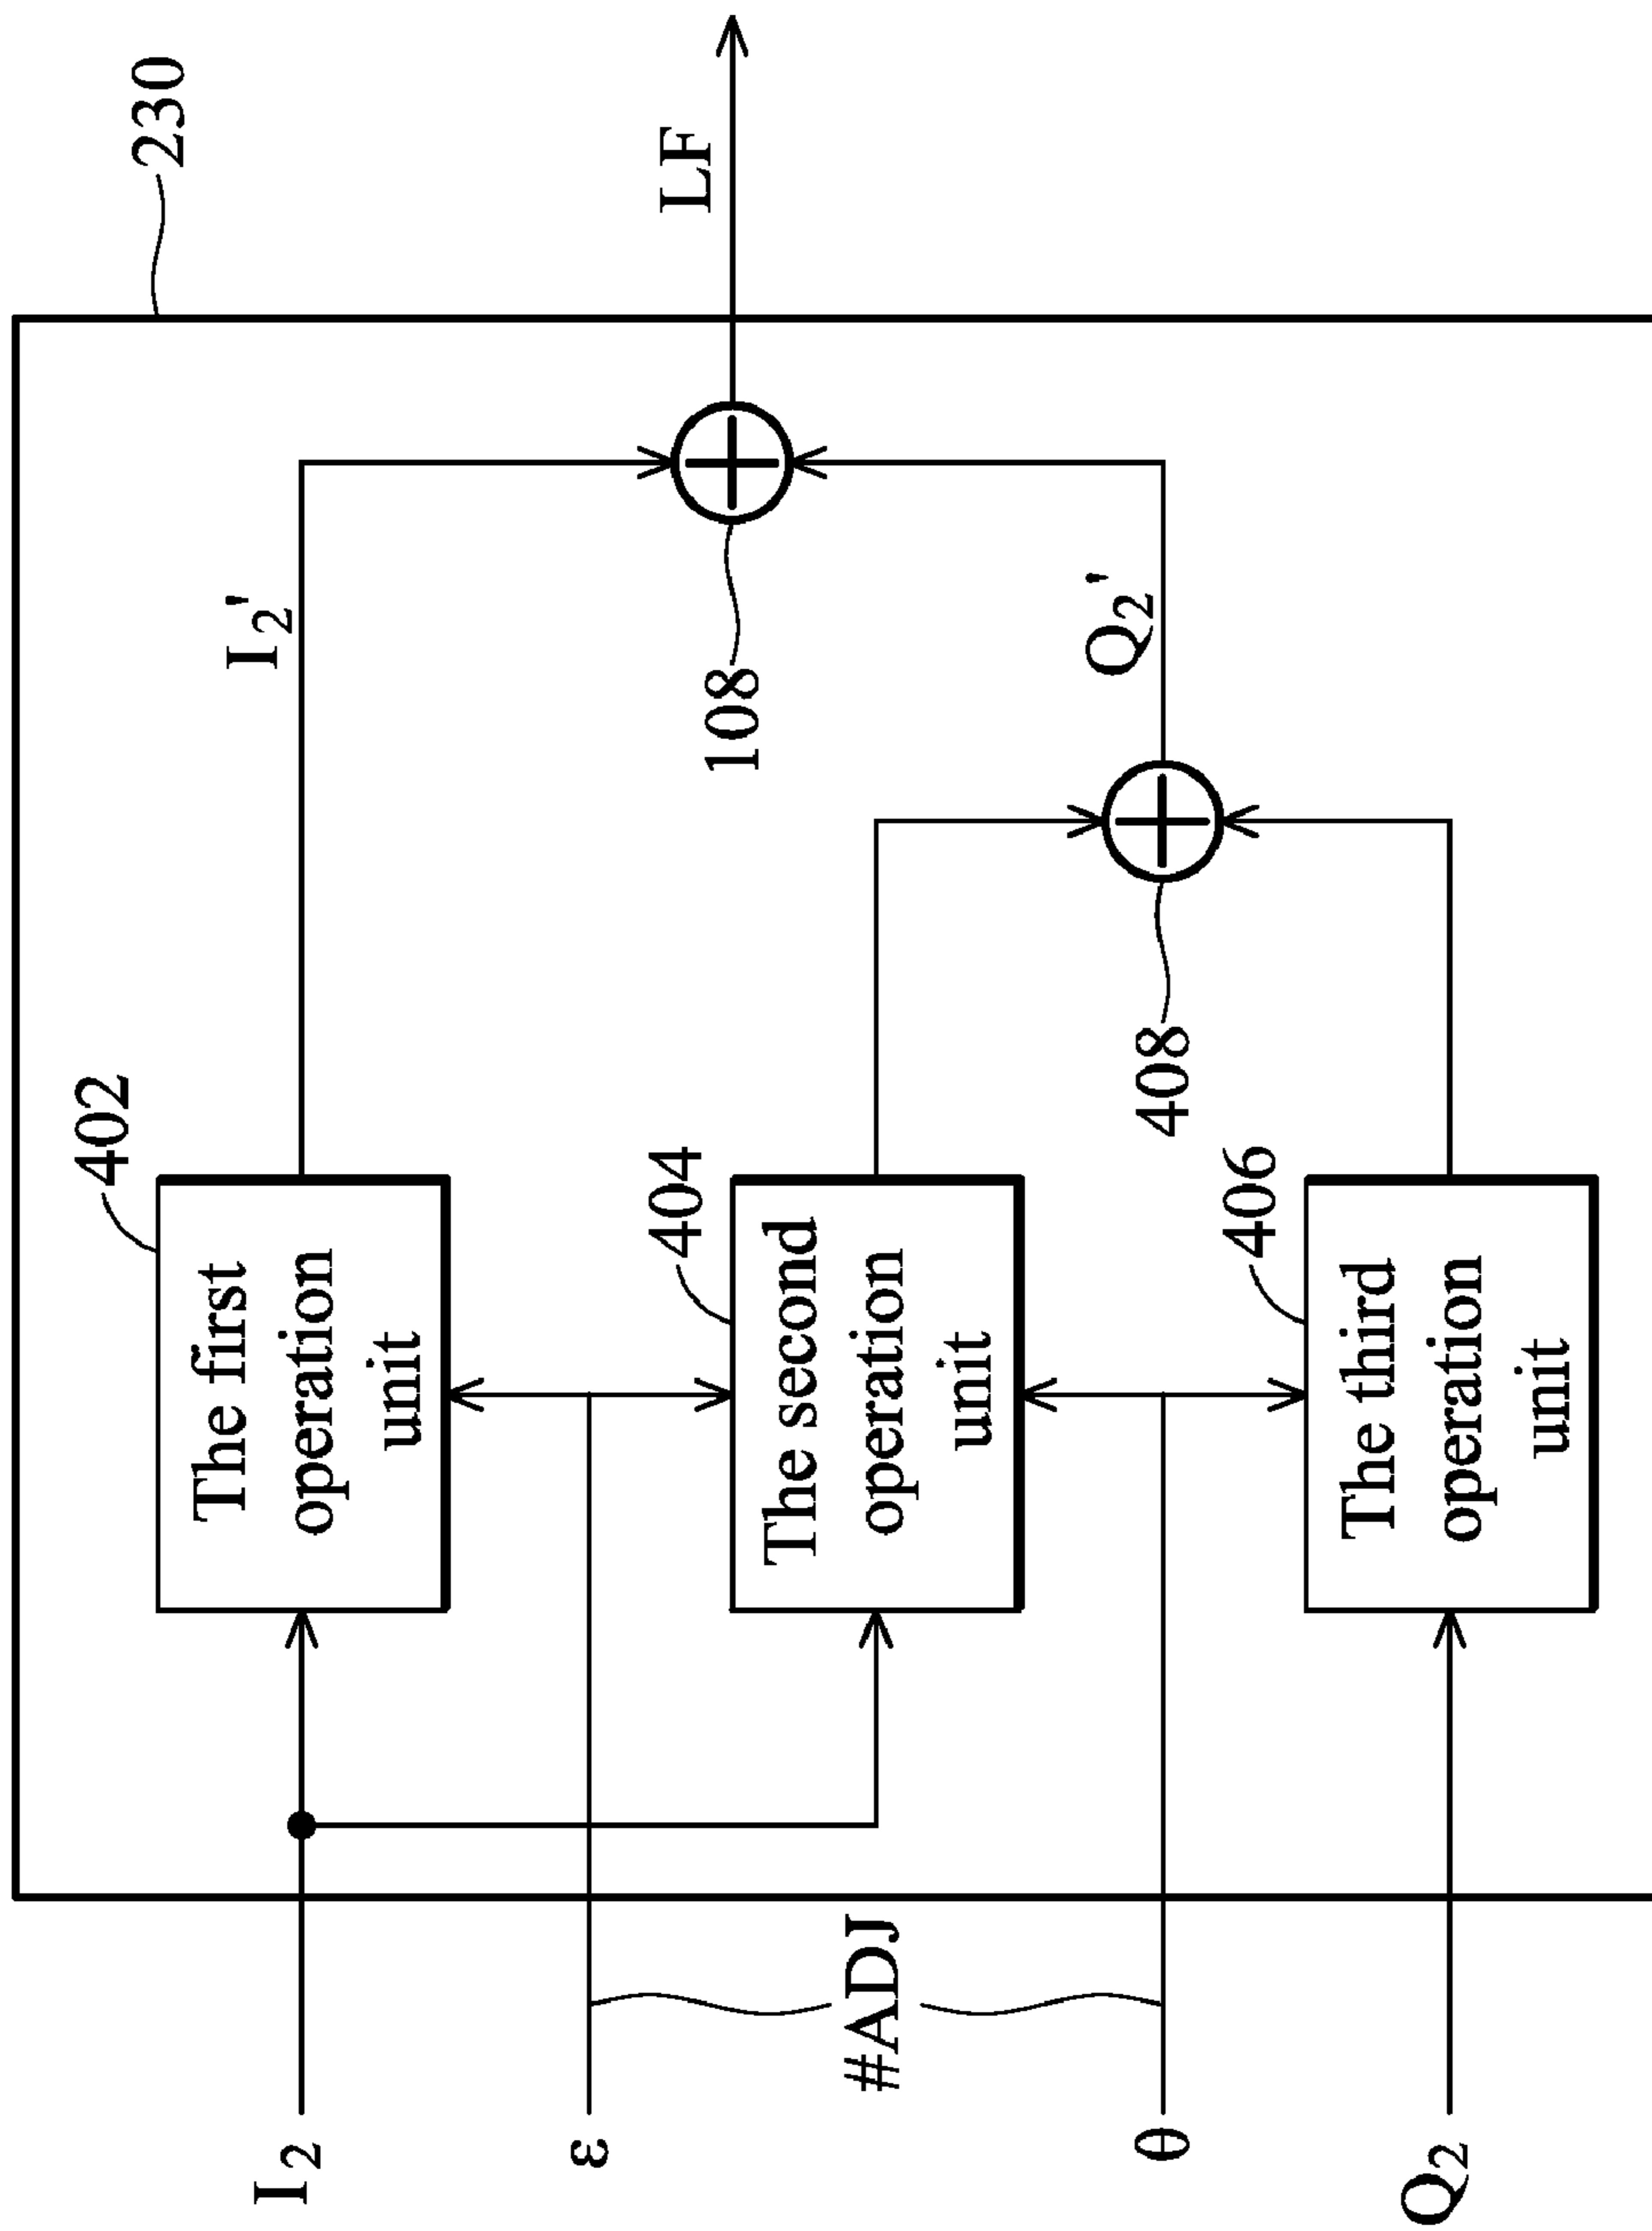 230
402
I2'
I2
The first
operation
unit
LF
ε
108
404
The second
operation
unit
#ADJ
Q2'
408
θ
406
The third
operation
unit
Q2